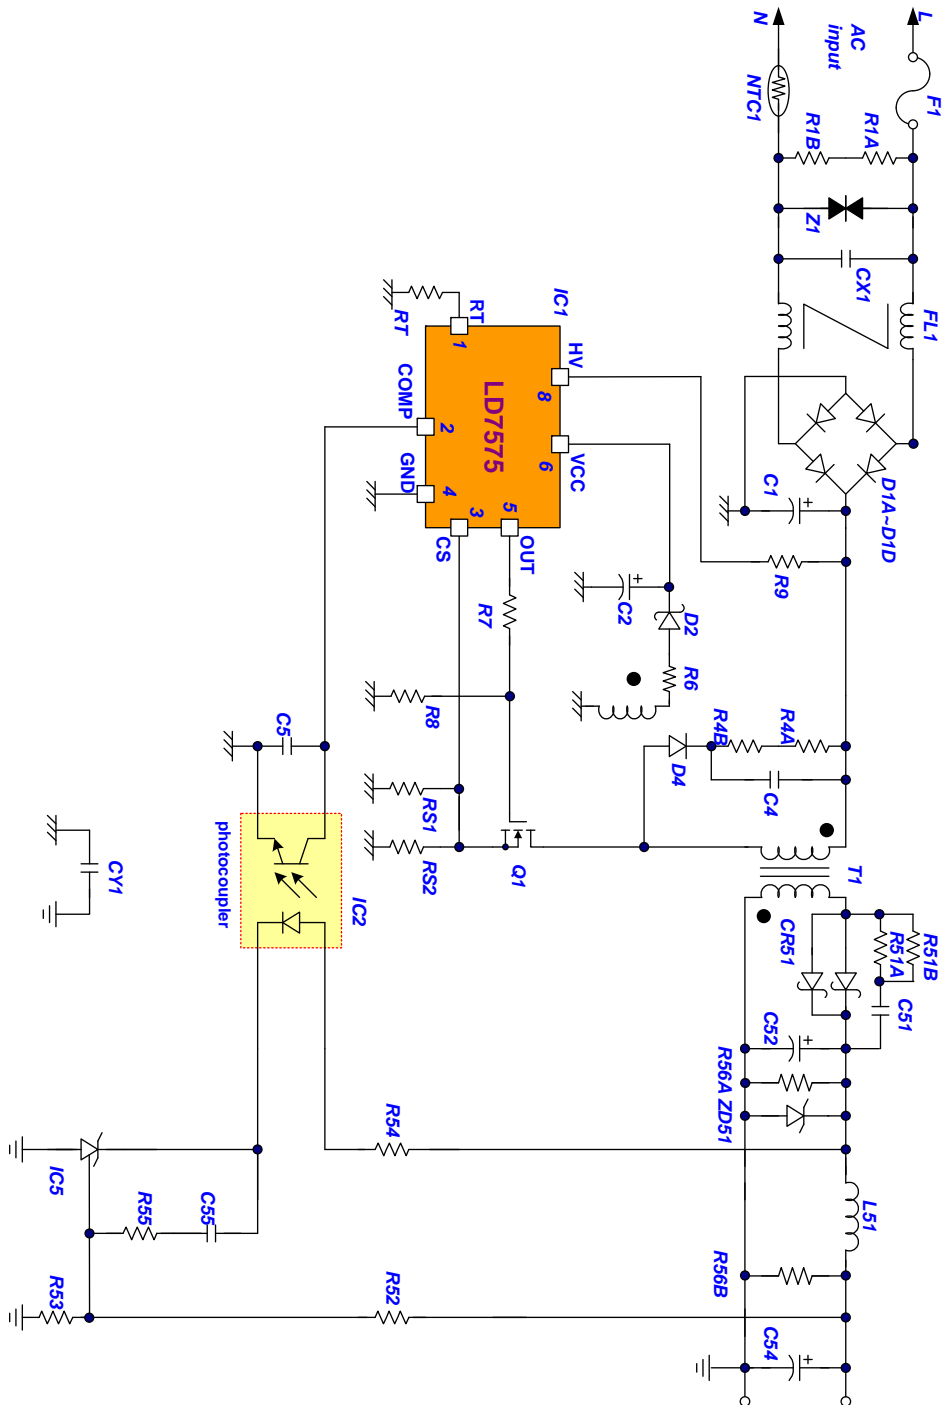 L
F1
N
AC
input
NTC1
R1A
R1B
Z1
CX1
FL1
D1A~D1D
C1
R9
IC1
RT
RT
1
HV
8
COMP
2
LD7575
6
VCC
GND
4
3
CS
5
OUT
R7
R8
C2
D2
R6
R4A
R4B
C4
D4
T1
Q1
RS1
RS2
C5
photocoupler
IC2
CY1
CR51
R51A
R51B
C51
C52
R56A
ZD51
R54
L51
R56B
IC5
R55
C55
R53
R52
C54